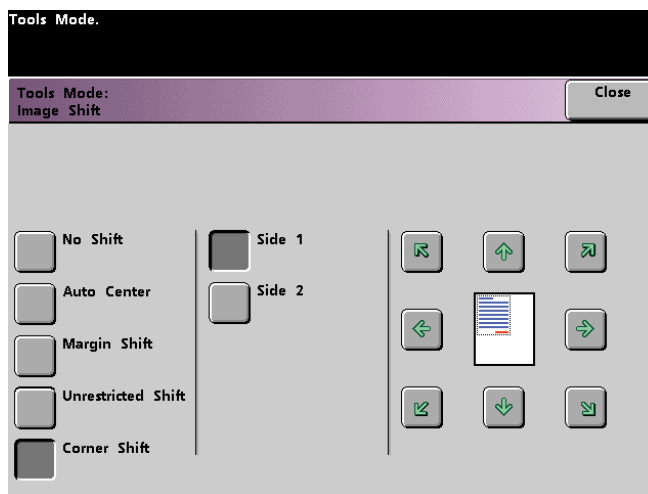 Tools Mode.
Tools Mode:
Image Shift
Close
No Shift
Auto Center
Margin Shift
Unrestricted Shift
Corner Shift
Side 1
Side 2